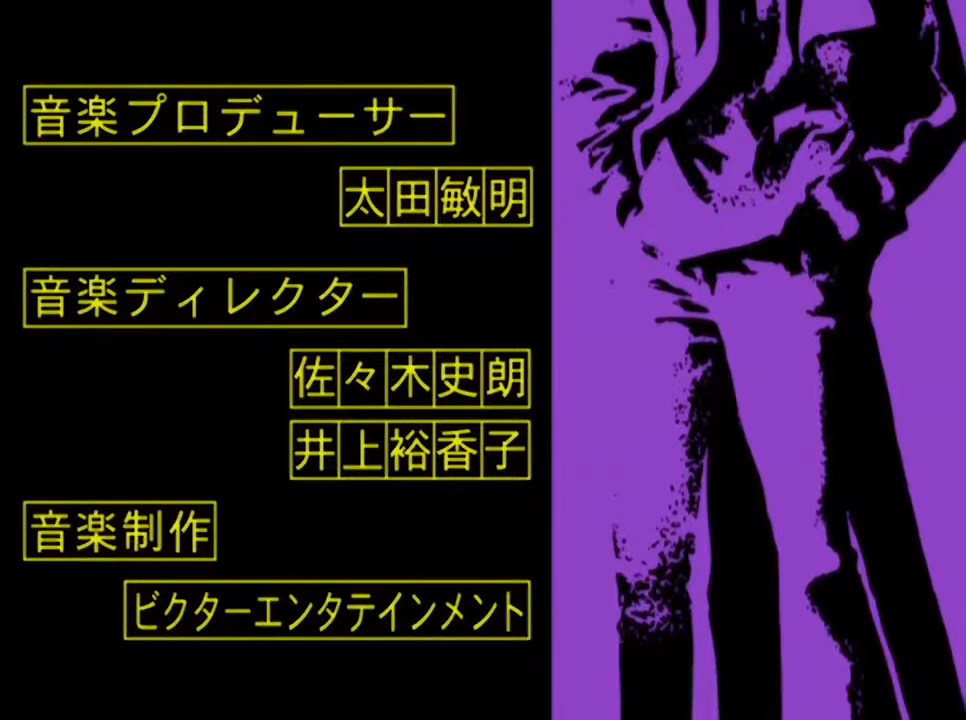 音楽プロデューサー
太田敏明
音楽ディレクター
佐々木史朗
井上裕香子
音楽制作
ビクターエンタテインメント